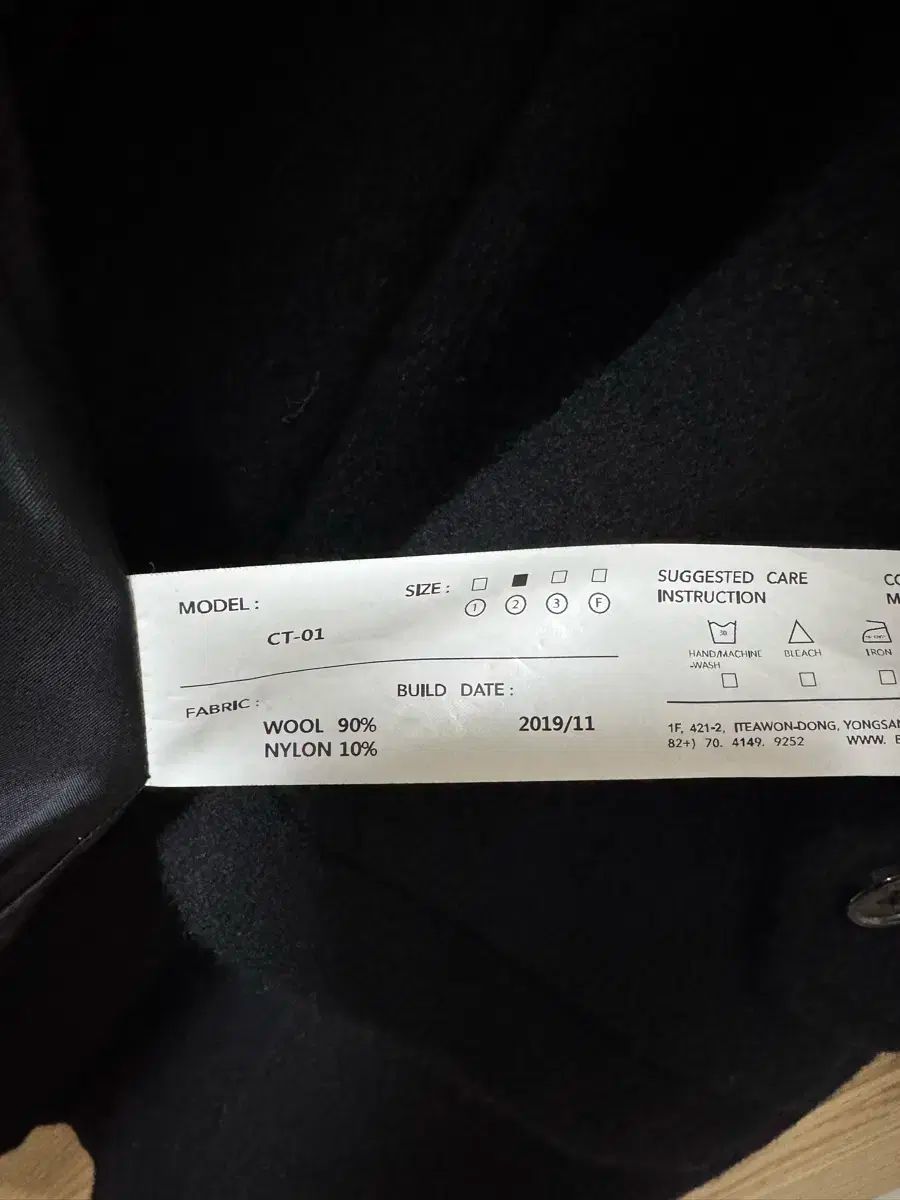 MODEL :
CT-01
SIZE : □ ■ □ □
① ② ③ Ⓕ
FABRIC :
WOOL 90%
NYLON 10%
BUILD DATE :
2019/11
SUGGESTED CARE
INSTRUCTION
30
HAND/MACHINE
-WASH
BLEACH
IRON
1F, 421-2, ITEAWON-DONG, YONGSAN
82+) 70. 4149. 9252 WWW.